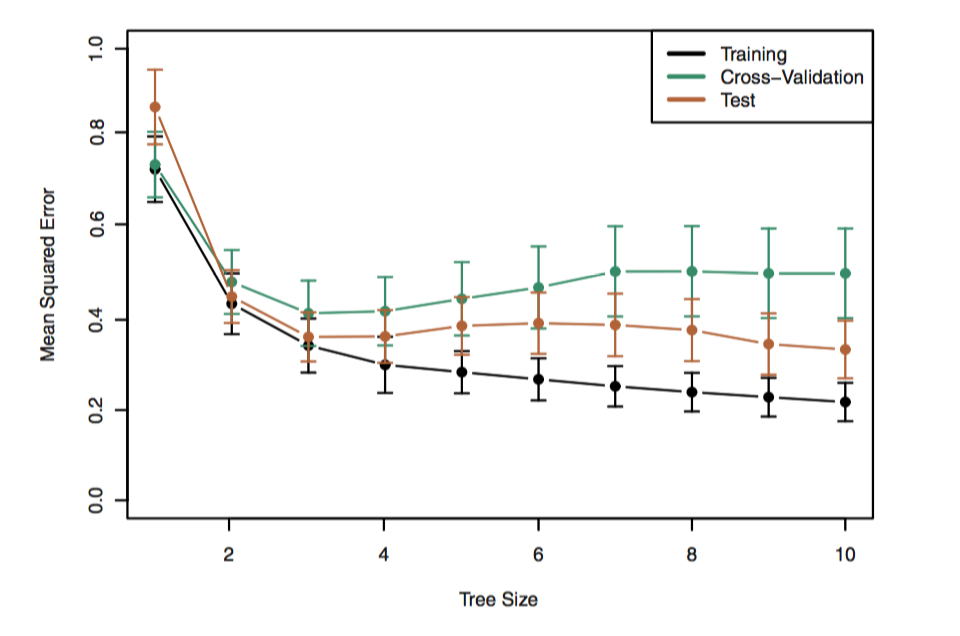 Training
Cross−Validation
Test
Mean Squared Error
1.0
0.8
0.6
0.4
0.2
0.0
2 4 6 8 10
Tree Size